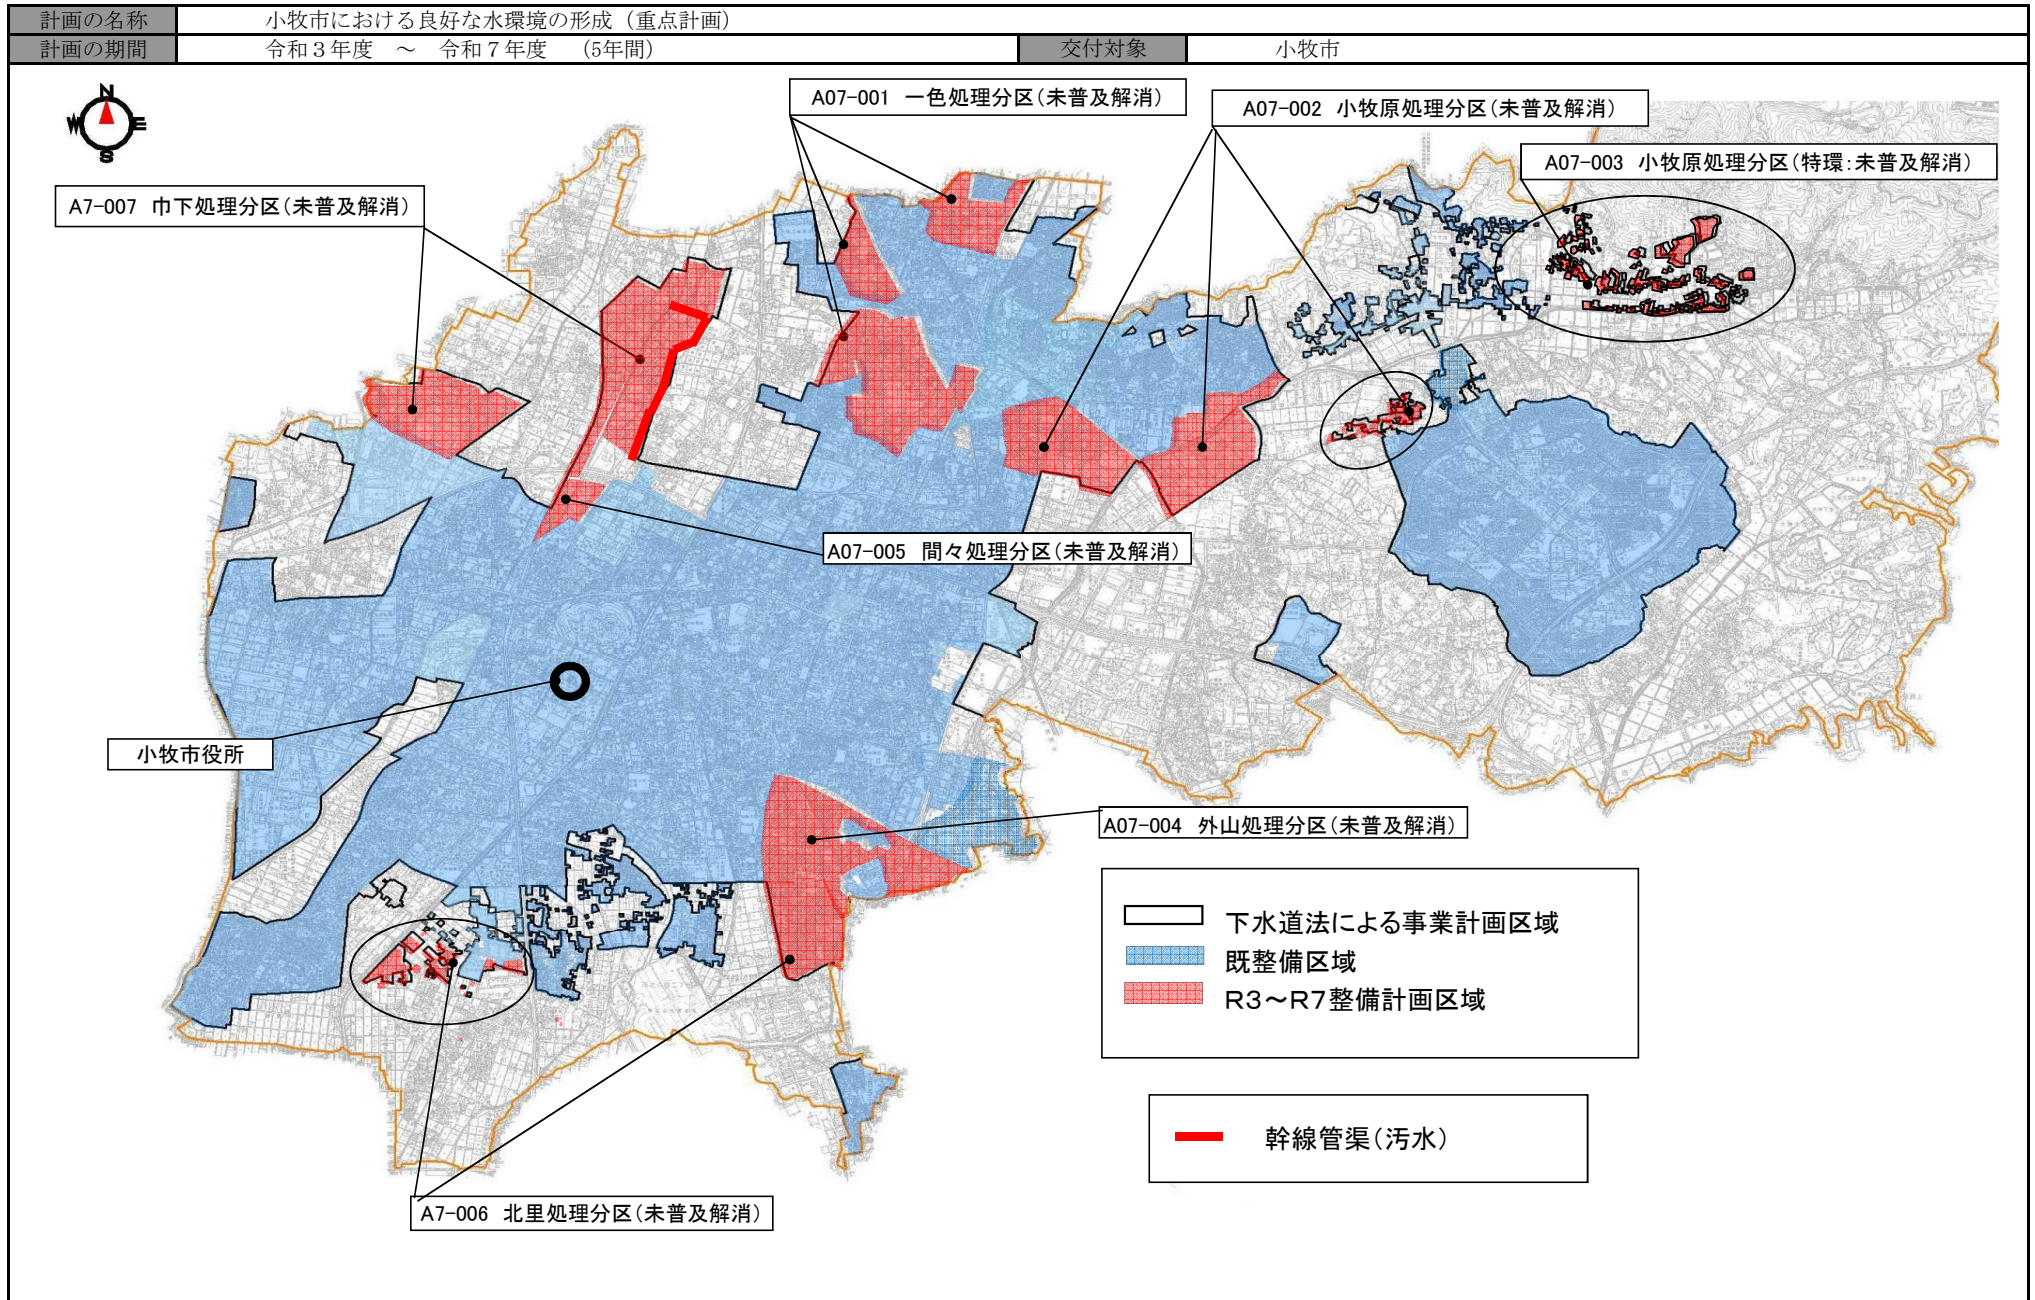 計画の名称 小牧市における良好な水環境の形成（重点計画）
計画の期間 令和３年度 ～ 令和７年度 （5年間） 交付対象 小牧市
N
W E
S
A07-001 一色処理分区（未普及解消）
A07-002 小牧原処理分区（未普及解消）
A07-003 小牧原処理分区（特環：未普及解消）
A7-007 巾下処理分区（未普及解消）
A07-005 間々処理分区（未普及解消）
小牧市役所
A07-004 外山処理分区（未普及解消）
下水道法による事業計画区域
既整備区域
Ｒ３～Ｒ７整備計画区域
幹線管渠（汚水）
A7-006 北里処理分区（未普及解消）